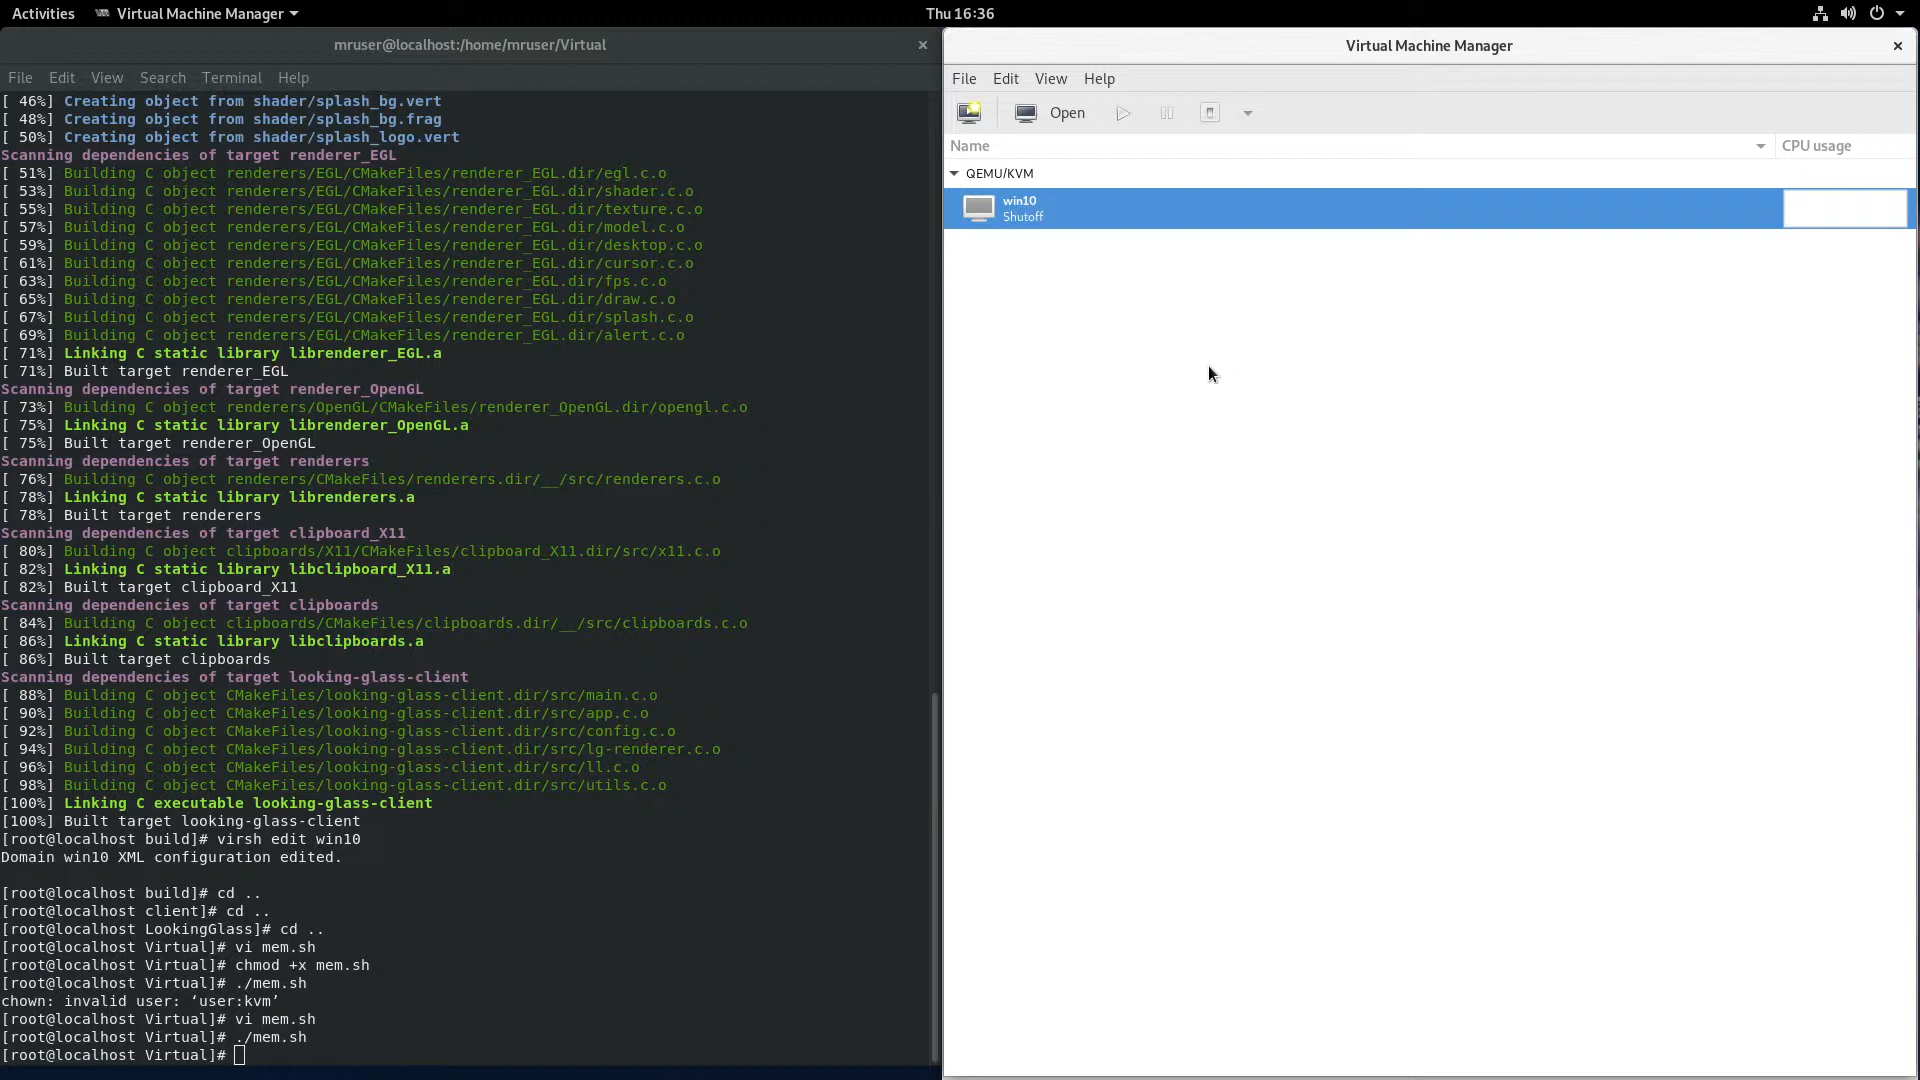 Activities Virtual Machine Manager Thu 16:36
mruser@localhost:/home/mruser/Virtual
File Edit View Search Terminal Help
[ 46%] Creating object from shader/splash_bg.vert
[ 48%] Creating object from shader/splash_bg.frag
[ 50%] Creating object from shader/splash_logo.vert
Scanning dependencies of target renderer_EGL
[ 51%] Building C object renderers/EGL/CMakeFiles/renderer_EGL.dir/egl.c.o
[ 53%] Building C object renderers/EGL/CMakeFiles/renderer_EGL.dir/shader.c.o
[ 55%] Building C object renderers/EGL/CMakeFiles/renderer_EGL.dir/texture.c.o
[ 57%] Building C object renderers/EGL/CMakeFiles/renderer_EGL.dir/model.c.o
[ 59%] Building C object renderers/EGL/CMakeFiles/renderer_EGL.dir/desktop.c.o
[ 61%] Building C object renderers/EGL/CMakeFiles/renderer_EGL.dir/cursor.c.o
[ 63%] Building C object renderers/EGL/CMakeFiles/renderer_EGL.dir/fps.c.o
[ 65%] Building C object renderers/EGL/CMakeFiles/renderer_EGL.dir/draw.c.o
[ 67%] Building C object renderers/EGL/CMakeFiles/renderer_EGL.dir/splash.c.o
[ 69%] Building C object renderers/EGL/CMakeFiles/renderer_EGL.dir/alert.c.o
[ 71%] Linking C static library librenderer_EGL.a
[ 71%] Built target renderer_EGL
Scanning dependencies of target renderer_OpenGL
[ 73%] Building C object renderers/OpenGL/CMakeFiles/renderer_OpenGL.dir/opengl.c.o
[ 75%] Linking C static library librenderer_OpenGL.a
[ 75%] Built target renderer_OpenGL
Scanning dependencies of target renderers
[ 76%] Building C object renderers/CMakeFiles/renderers.dir/__/src/renderers.c.o
[ 78%] Linking C static library librenderers.a
[ 78%] Built target renderers
Scanning dependencies of target clipboard_X11
[ 80%] Building C object clipboards/X11/CMakeFiles/clipboard_X11.dir/src/x11.c.o
[ 82%] Linking C static library libclipboard_X11.a
[ 82%] Built target clipboard_X11
Scanning dependencies of target clipboards
[ 84%] Building C object clipboards/CMakeFiles/clipboards.dir/__/src/clipboards.c.o
[ 86%] Linking C static library libclipboards.a
[ 86%] Built target clipboards
Scanning dependencies of target looking-glass-client
[ 88%] Building C object CMakeFiles/looking-glass-client.dir/src/main.c.o
[ 90%] Building C object CMakeFiles/looking-glass-client.dir/src/app.c.o
[ 92%] Building C object CMakeFiles/looking-glass-client.dir/src/config.c.o
[ 94%] Building C object CMakeFiles/looking-glass-client.dir/src/lg-renderer.c.o
[ 96%] Building C object CMakeFiles/looking-glass-client.dir/src/ll.c.o
[ 98%] Building C object CMakeFiles/looking-glass-client.dir/src/utils.c.o
[100%] Linking C executable looking-glass-client
[100%] Built target looking-glass-client
[root@localhost build]# virsh edit win10
Domain win10 XML configuration edited.
[root@localhost build]# cd ..
[root@localhost client]# cd ..
[root@localhost LookingGlass]# cd ..
[root@localhost Virtual]# vi mem.sh
[root@localhost Virtual]# chmod +x mem.sh
[root@localhost Virtual]# ./mem.sh
chown: invalid user: ‘user:kvm’
[root@localhost Virtual]# vi mem.sh
[root@localhost Virtual]# ./mem.sh
[root@localhost Virtual]#
Virtual Machine Manager
File Edit View Help
Open
Name CPU usage
QEMU/KVM
win10
Shutoff